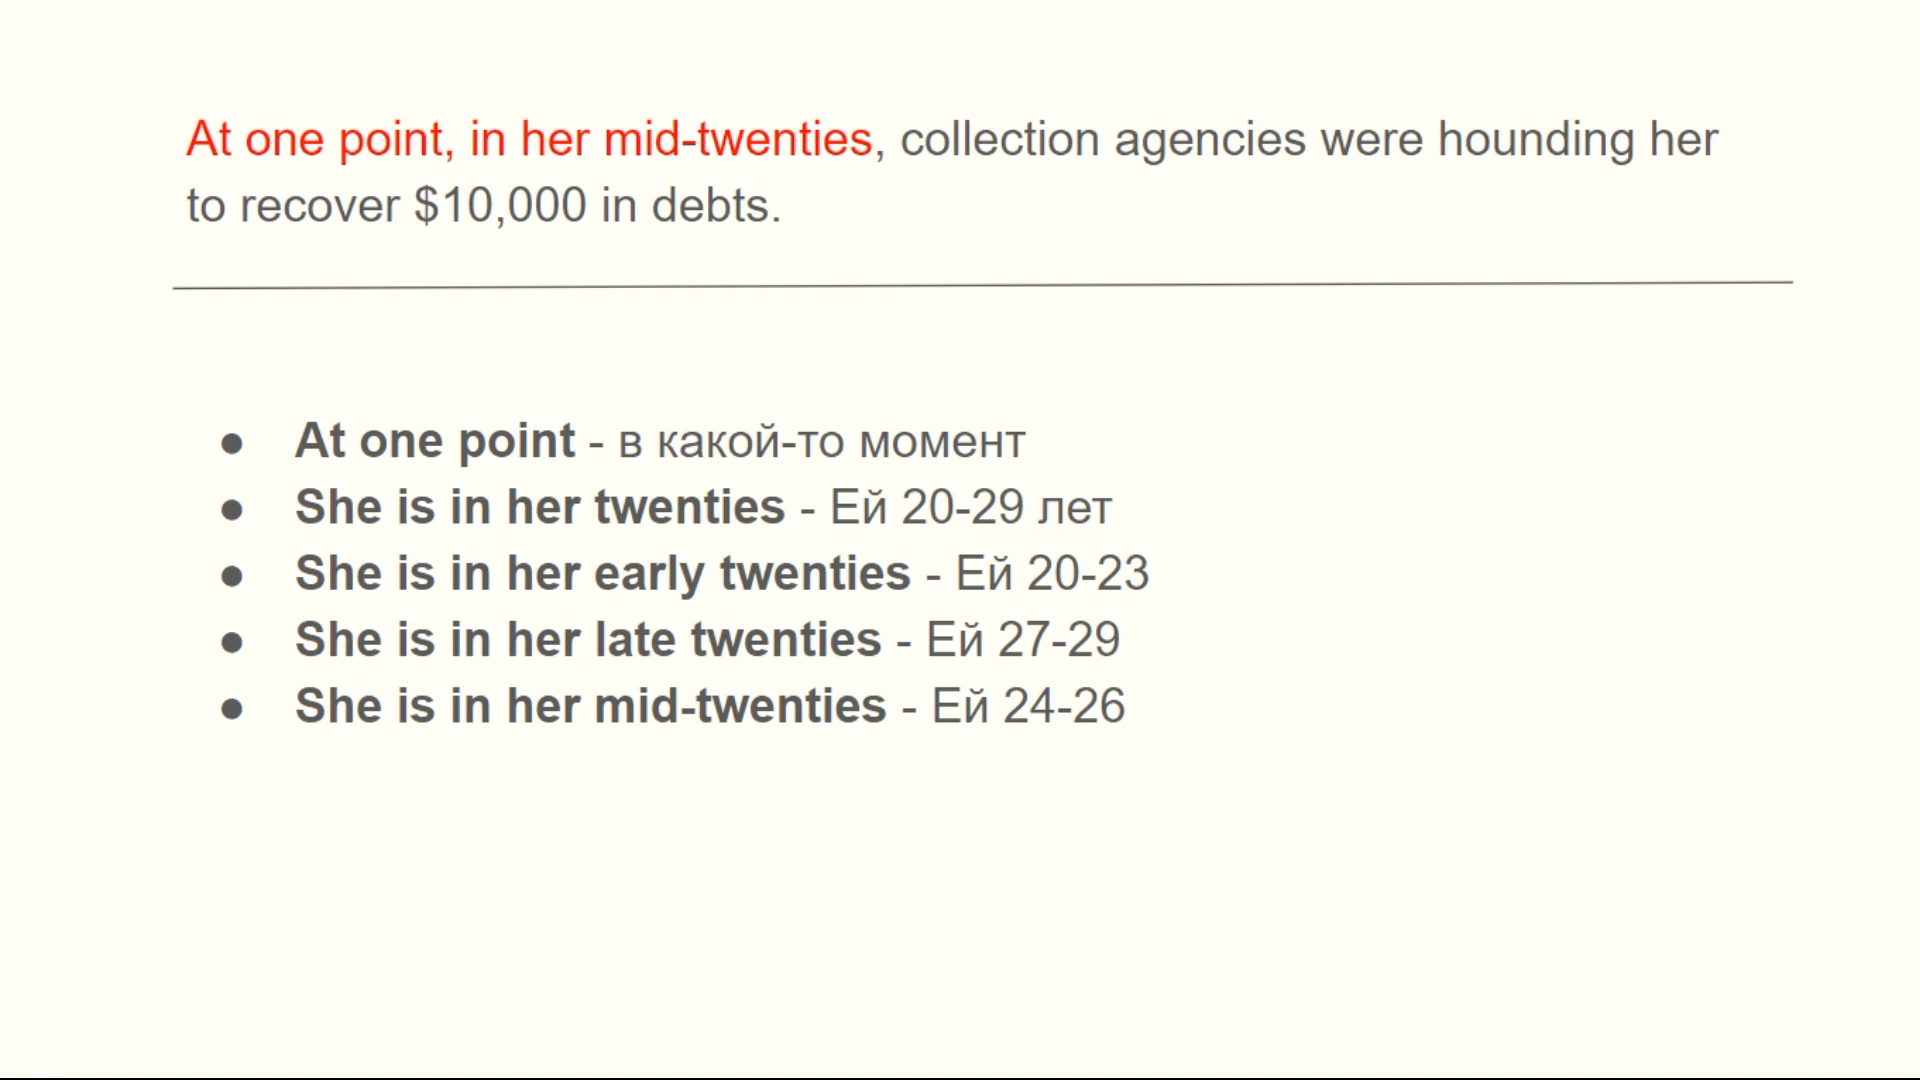 At one point, in her mid-twenties, collection agencies were hounding her
to recover $10,000 in debts.
● At one point - в какой-то момент
● She is in her twenties - Ей 20-29 лет
● She is in her early twenties - Ей 20-23
● She is in her late twenties - Ей 27-29
● She is in her mid-twenties - Ей 24-26